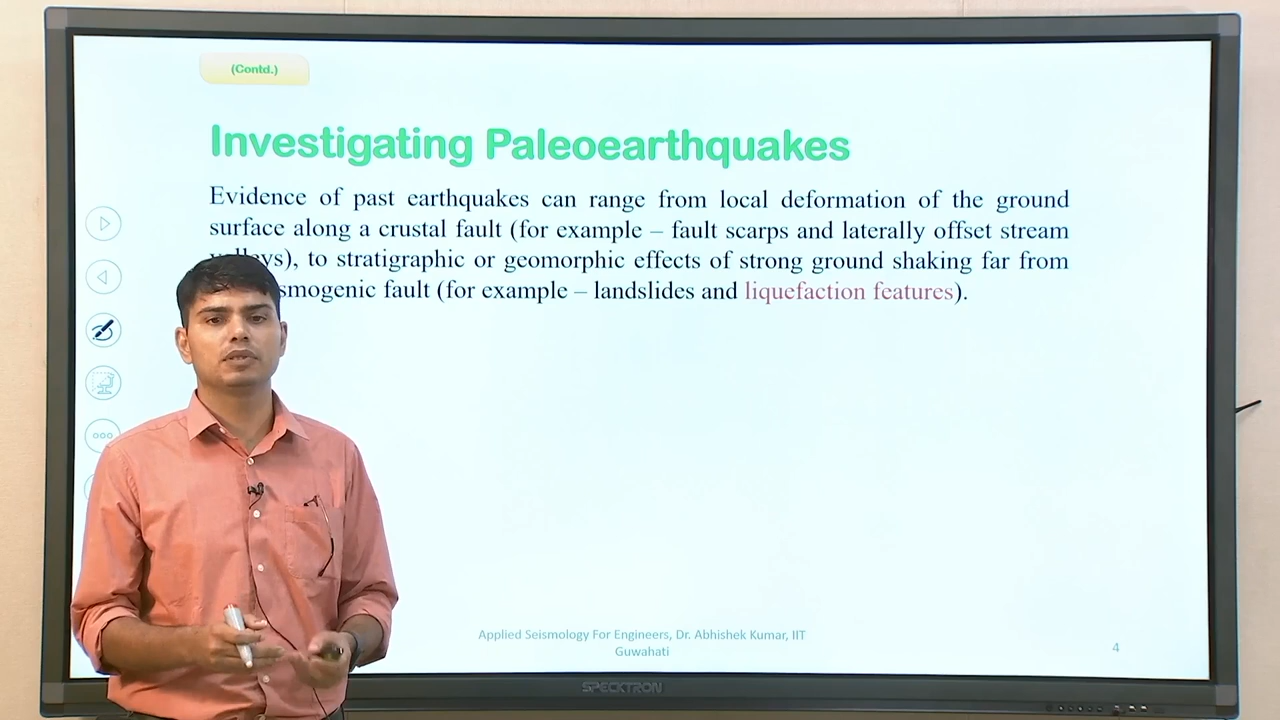 (Contd.)
Investigating Paleoearthquakes
Evidence of past earthquakes can range from local deformation of the ground
surface along a crustal fault (for example – fault scarps and laterally offset stream
to stratigraphic or geomorphic effects of strong ground shaking far from
fault (for example – landslides and liquefaction features).
Applied Seismology For Engineers, Dr. Abhishek Kumar, IIT
Guwahati
4
SPECKTRON